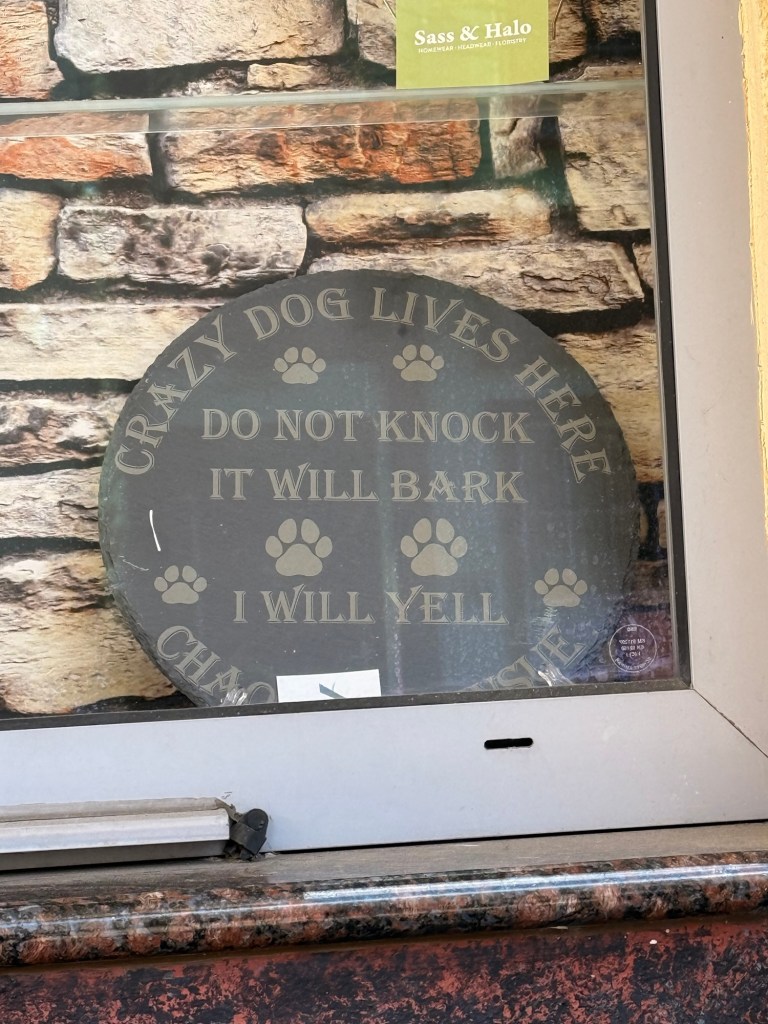 Sass & Halo
HOMEWEAR · HEADWEAR · FLORISTRY
CRAZY DOG LIVES HERE
DO NOT KNOCK
IT WILL BARK
I WILL YELL